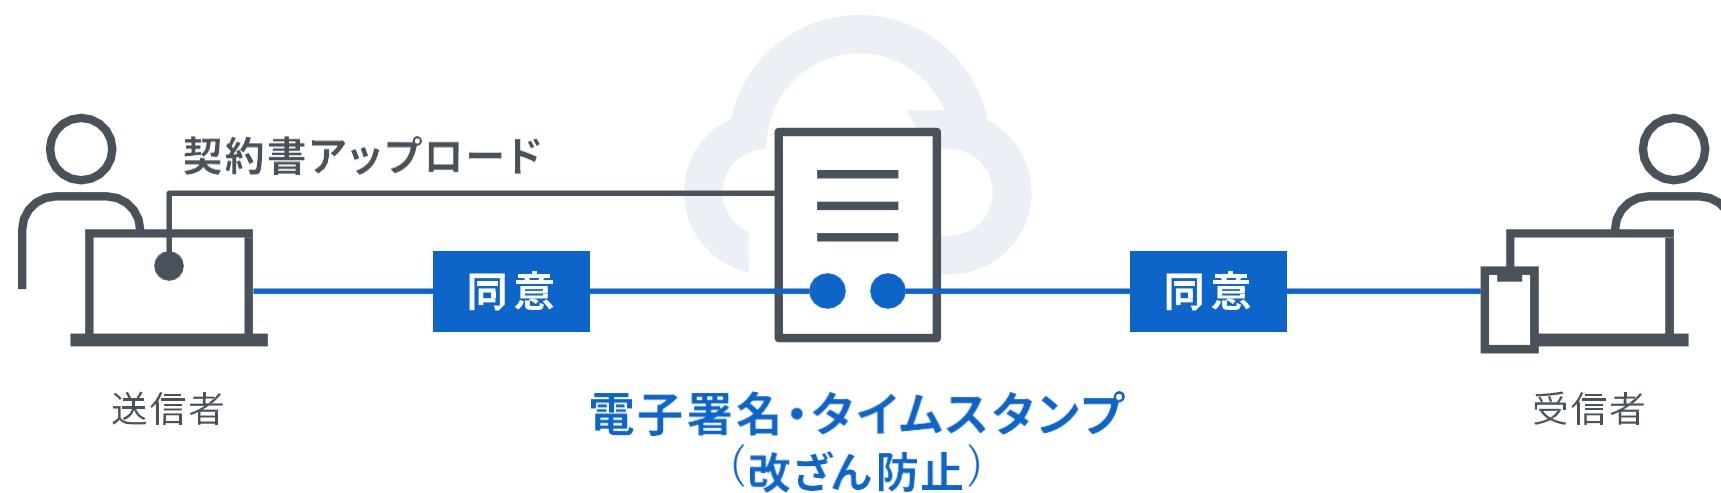 契約書アップロード
同意
同意
送信者
電子署名・タイムスタンプ
（改ざん防止）
受信者